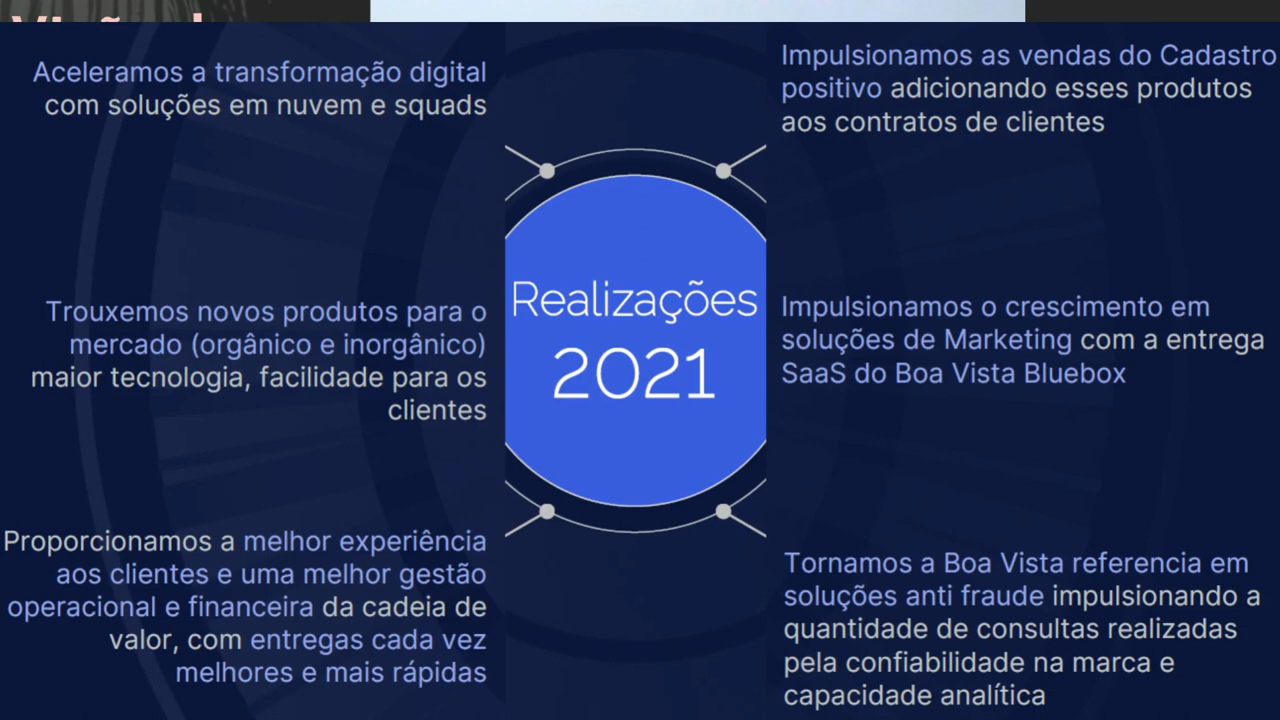 Aceleramos a transformação digital
com soluções em nuvem e squads
Trouxemos novos produtos para o
mercado (orgânico e inorgânico)
maior tecnologia, facilidade para os
clientes
Proporcionamos a melhor experiência
aos clientes e uma melhor gestão
operacional e financeira da cadeia de
valor, com entregas cada vez
melhores e mais rápidas
Realizações
2021
Impulsionamos as vendas do Cadastro
positivo adicionando esses produtos
aos contratos de clientes
Impulsionamos o crescimento em
soluções de Marketing com a entrega
SaaS do Boa Vista Bluebox
Tornamos a Boa Vista referencia em
soluções anti fraude impulsionando a
quantidade de consultas realizadas
pela confiabilidade na marca e
capacidade analítica